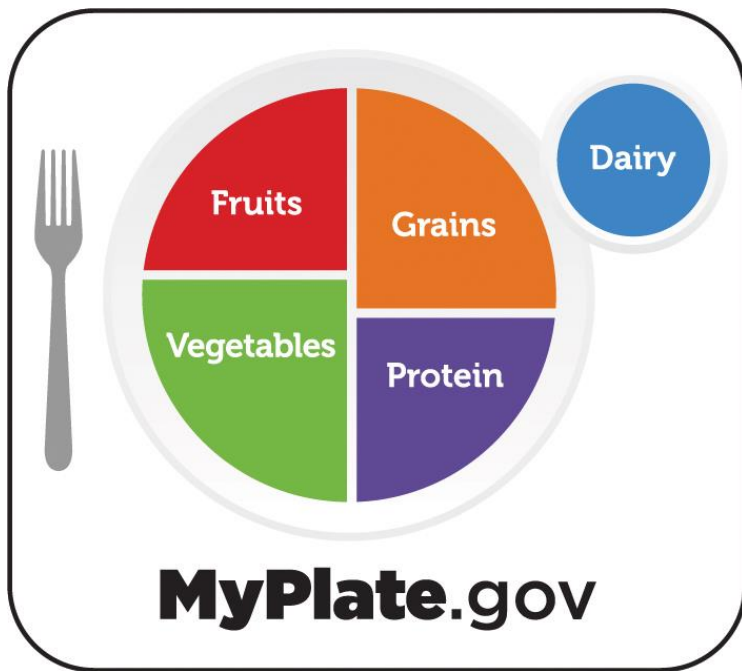 Fruits
Grains
Dairy
Vegetables
Protein
MyPlate.gov